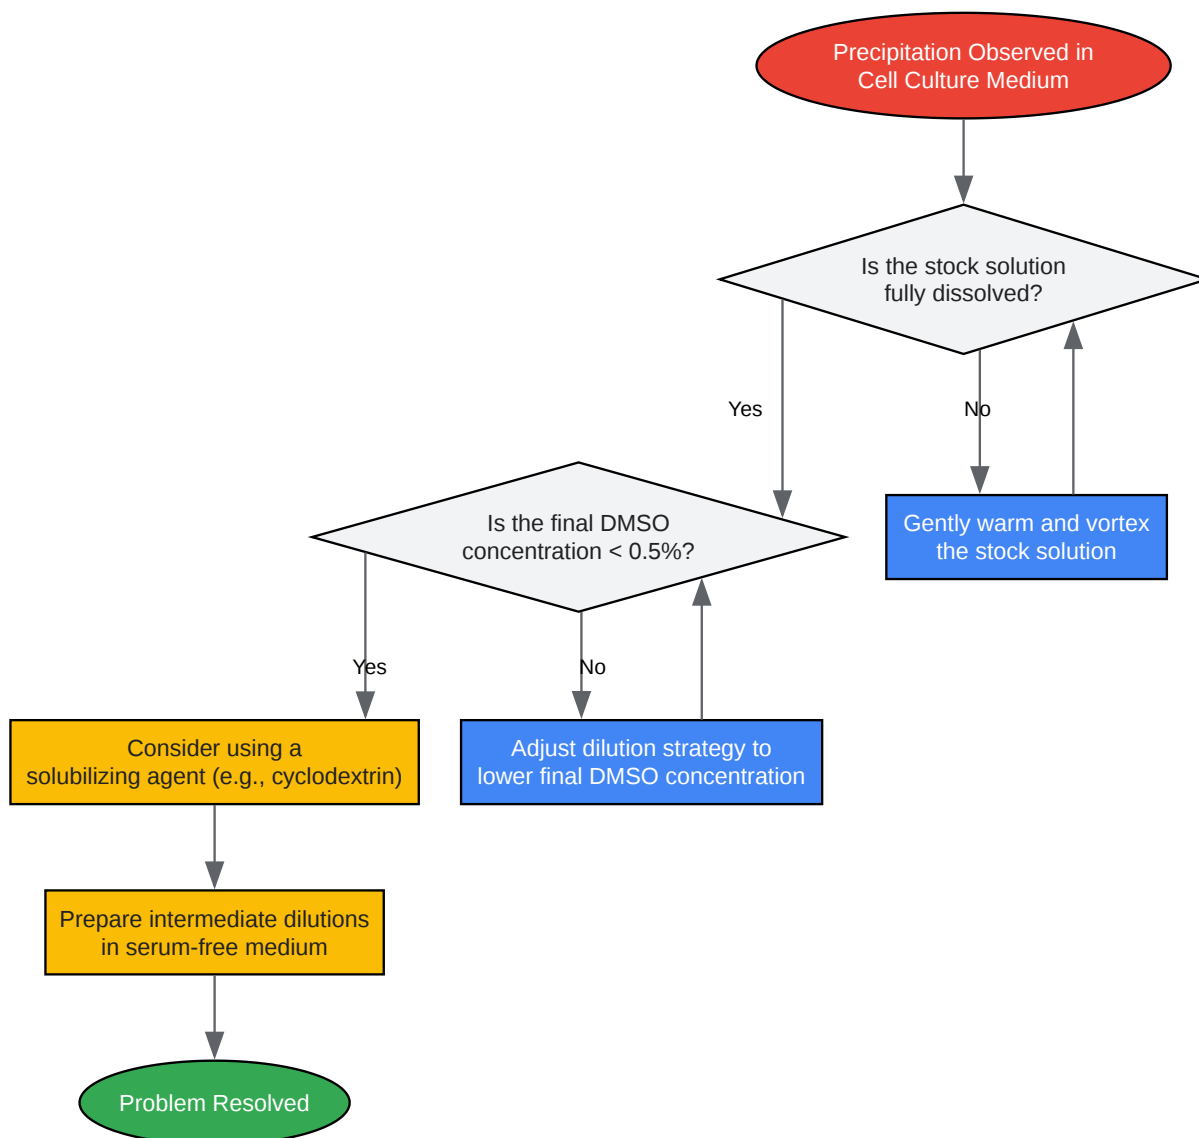 Precipitation Observed in
Cell Culture Medium
Is the stock solution
fully dissolved?
Yes
No
Gently warm and vortex
the stock solution
Is the final DMSO
concentration < 0.5%?
Yes
No
Consider using a
solubilizing agent (e.g., cyclodextrin)
Adjust dilution strategy to
lower final DMSO concentration
Prepare intermediate dilutions
in serum-free medium
Problem Resolved